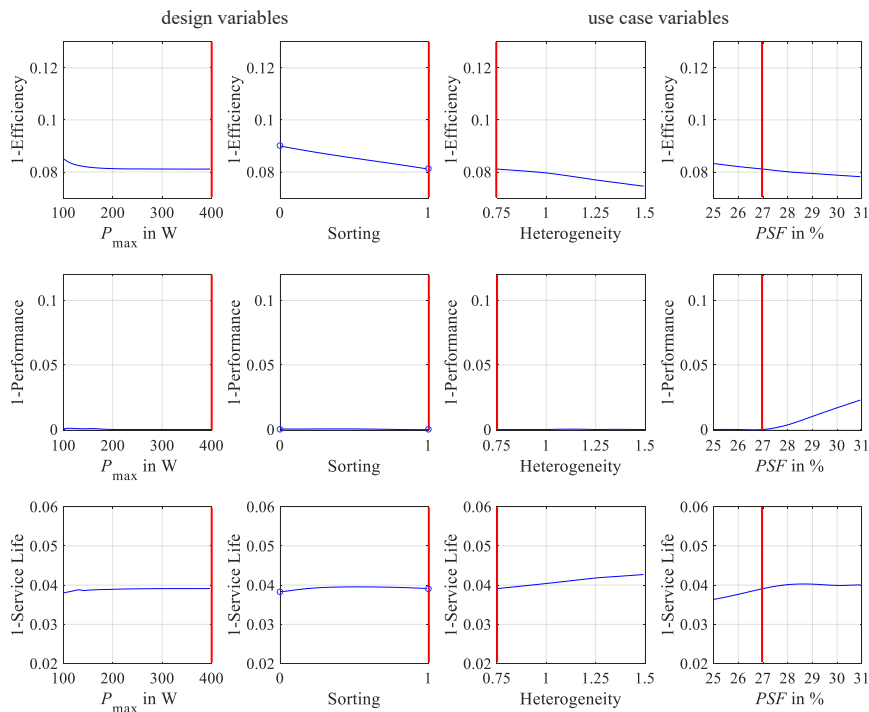 design variables
use case variables
1-Efficiency
0.12
0.1
0.08
100 200 300 400
P max in W
1-Efficiency
0.12
0.1
0.08
0 1
Sorting
1-Efficiency
0.12
0.1
0.08
0.75 1 1.25 1.5
Heterogeneity
1-Efficiency
0.12
0.1
0.08
25 26 27 28 29 30 31
PSF in %
1-Performance
0.1
0.05
0
100 200 300 400
P max in W
1-Performance
0.1
0.05
0
0 1
Sorting
1-Performance
0.1
0.05
0
0.75 1 1.25 1.5
Heterogeneity
1-Performance
0.1
0.05
0
25 26 27 28 29 30 31
PSF in %
1-Service Life
0.06
0.05
0.04
0.03
0.02
100 200 300 400
P max in W
1-Service Life
0.06
0.05
0.04
0.03
0.02
0 1
Sorting
1-Service Life
0.06
0.05
0.04
0.03
0.02
0.75 1 1.25 1.5
Heterogeneity
1-Service Life
0.06
0.05
0.04
0.03
0.02
25 26 27 28 29 30 31
PSF in %